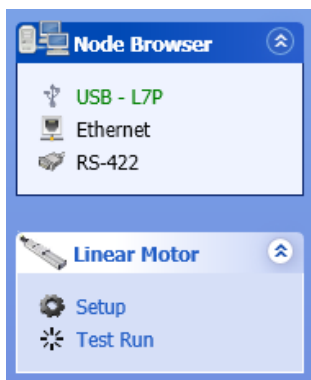 Node Browser
USB - L7P
Ethernet
RS-422
Linear Motor
Setup
Test Run